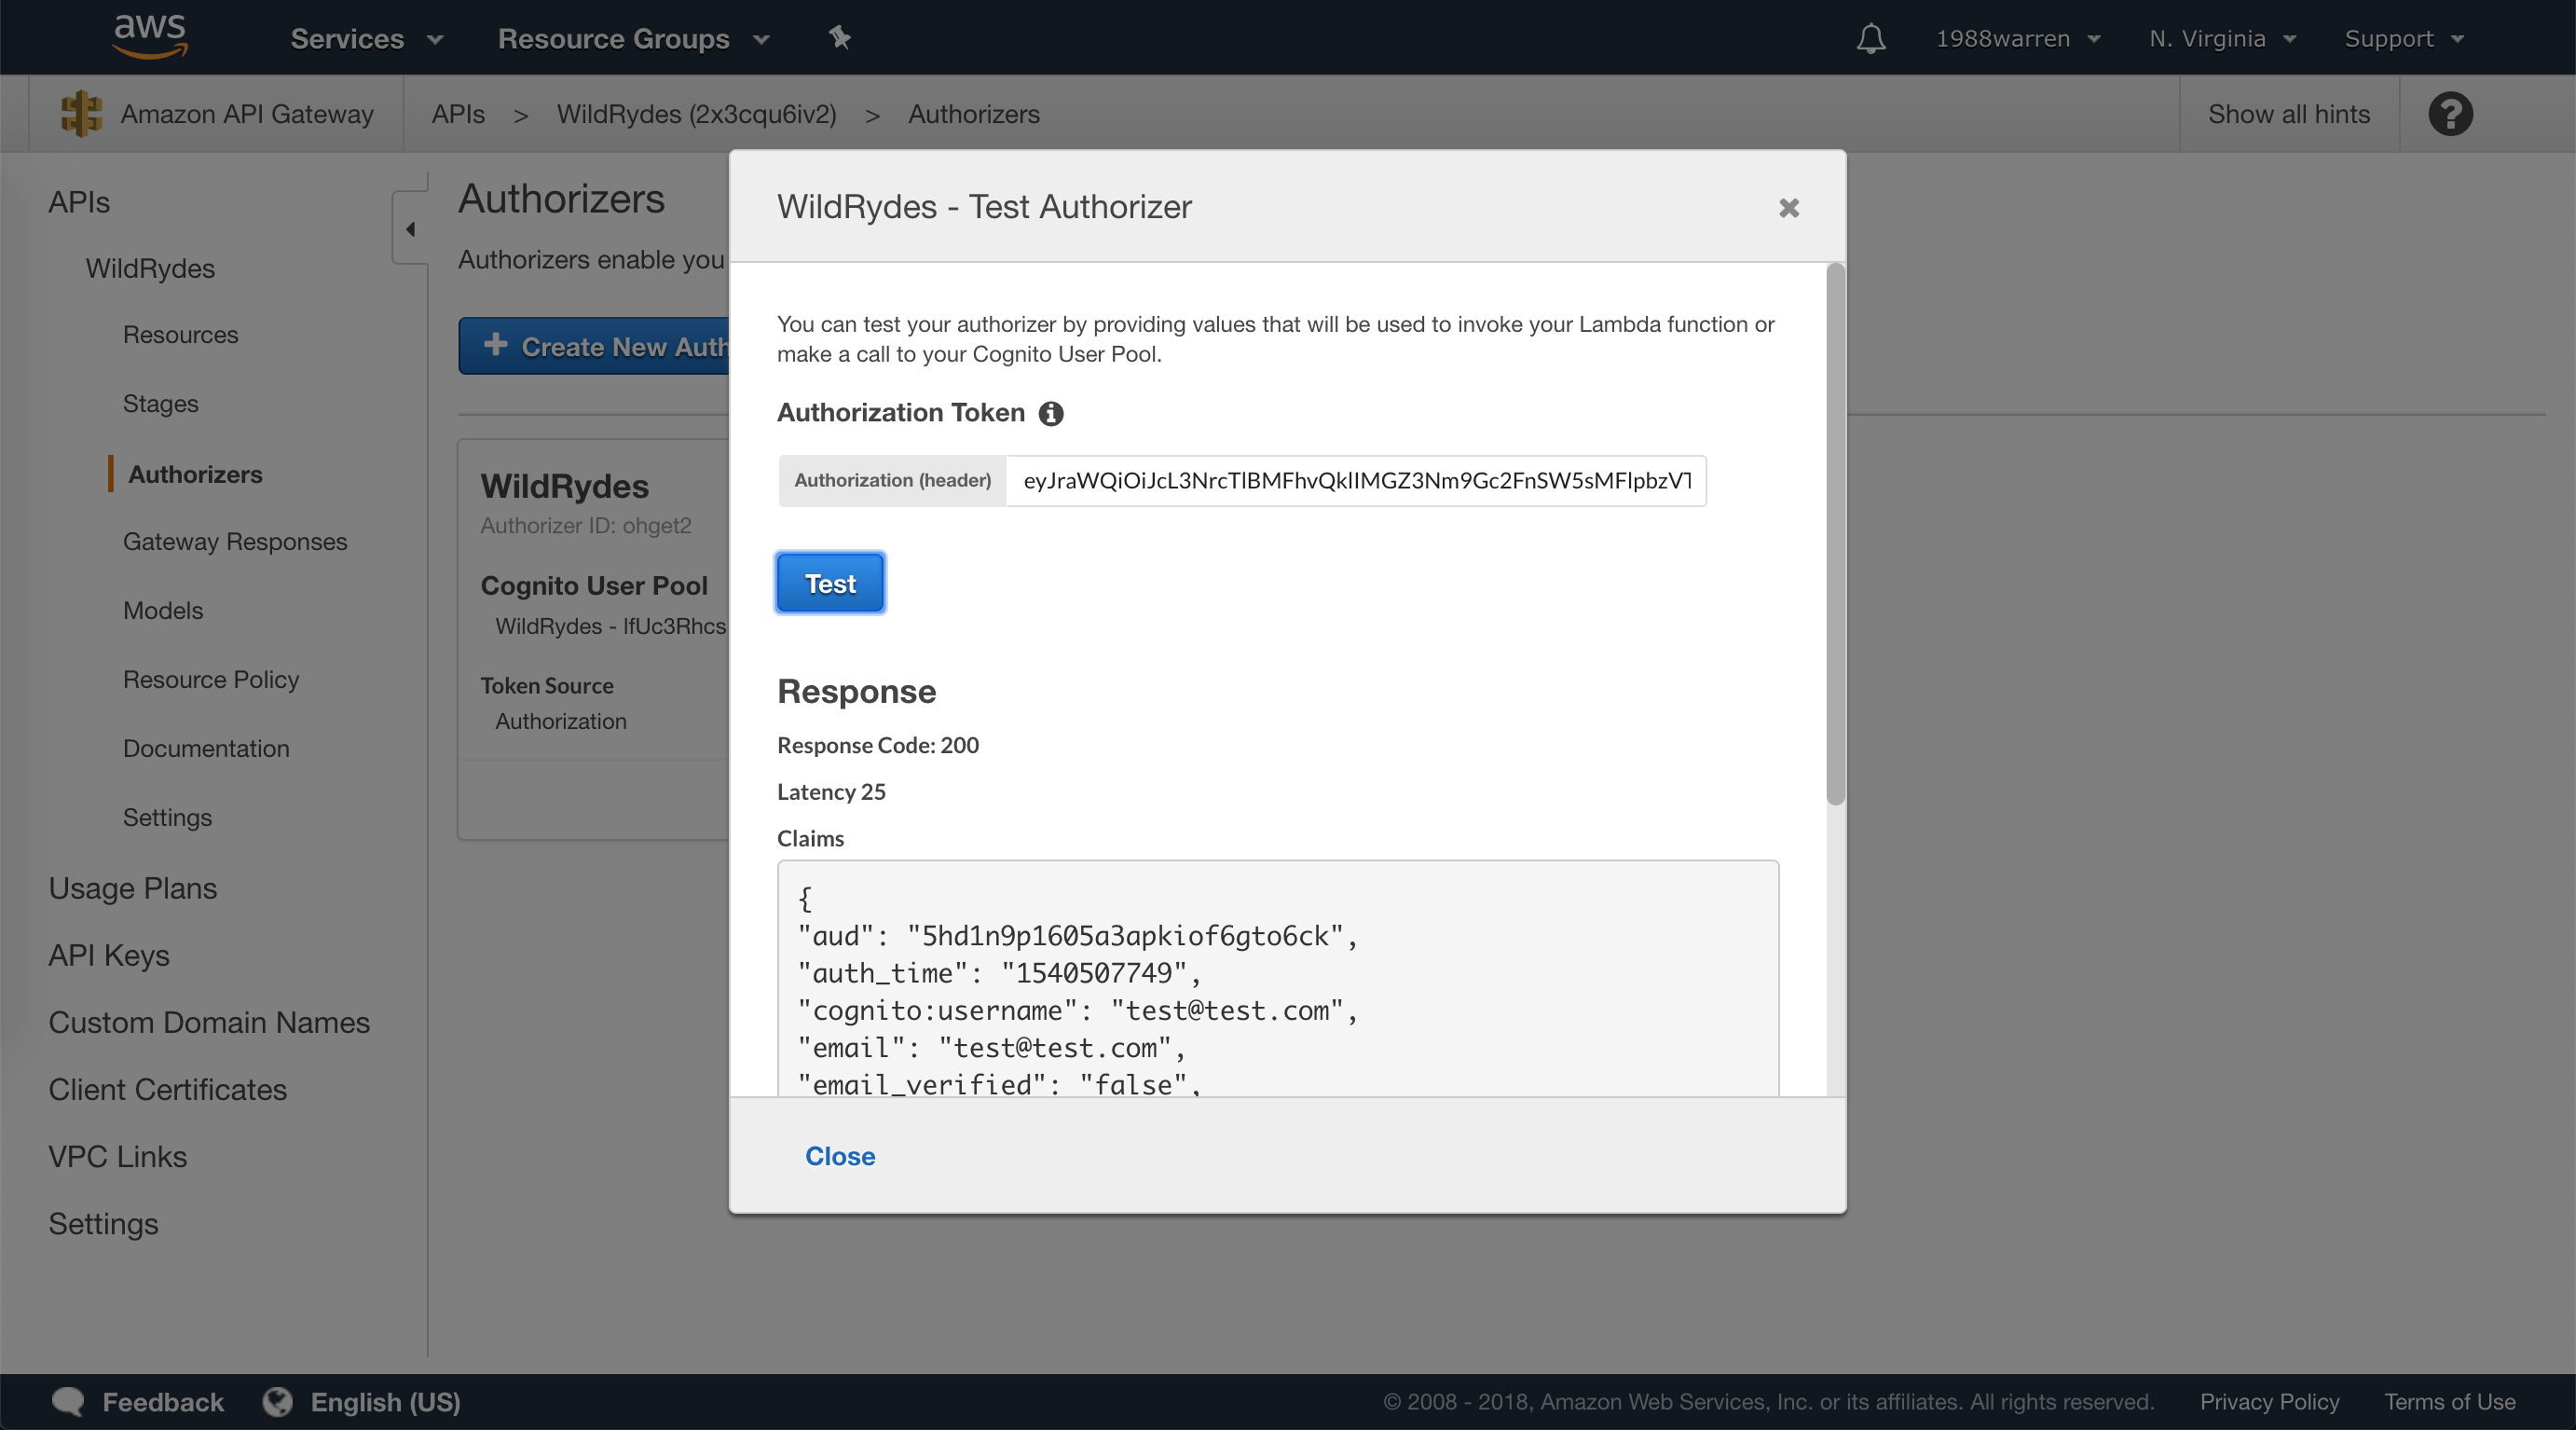 aws
Services
Resource Groups
1988warren
N. Virginia
Support
Amazon API Gateway
APIs > WildRydes (2x3cqu6iv2) > Authorizers
Show all hints
?
APIs
WildRydes
Resources
Stages
Authorizers
Gateway Responses
Models
Resource Policy
Documentation
Settings
Usage Plans
API Keys
Custom Domain Names
Client Certificates
VPC Links
Settings
Authorizers
Authorizers enable you
+ Create New Auth
WildRydes
Authorizer ID: ohget2
Cognito User Pool
WildRydes - lfUc3Rhcs
Token Source
Authorization
WildRydes - Test Authorizer
You can test your authorizer by providing values that will be used to invoke your Lambda function or
make a call to your Cognito User Pool.
Authorization Token
Authorization (header)
Test
Response
Response Code: 200
Latency 25
Claims
{
"aud": "5hd1n9p1605a3apkiof6gto6ck",
"auth_time": "1540507749",
"cognito:username": "test@test.com",
"email": "test@test.com",
"email_verified": "false",
Close
Feedback
English (US)
© 2008 - 2018, Amazon Web Services, Inc. or its affiliates. All rights reserved.
Privacy Policy
Terms of Use